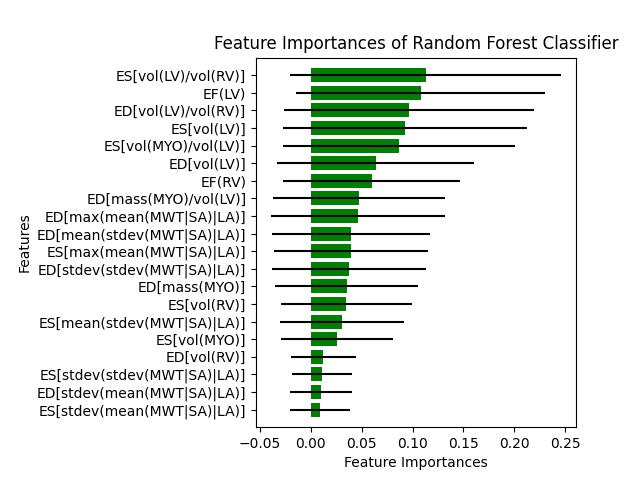 Feature Importances of Random Forest Classifier
ES[vol(LV)/vol(RV)]
EF(LV)
ED[vol(LV)/vol(RV)]
ES[vol(LV)]
ES[vol(MYO)/vol(LV)]
ED[vol(LV)]
EF(RV)
ED[mass(MYO)/vol(LV)]
ED[max(mean(MWT|SA)|LA)]
ED[mean(stdev(MWT|SA)|LA)]
ES[max(mean(MWT|SA)|LA)]
ED[stdev(stdev(MWT|SA)|LA)]
ED[mass(MYO)]
ES[vol(RV)]
ES[mean(stdev(MWT|SA)|LA)]
ES[vol(MYO)]
ED[vol(RV)]
ES[stdev(stdev(MWT|SA)|LA)]
ED[stdev(mean(MWT|SA)|LA)]
ES[stdev(mean(MWT|SA)|LA)]
Features
−0.05 0.00 0.05 0.10 0.15 0.20 0.25
Feature Importances